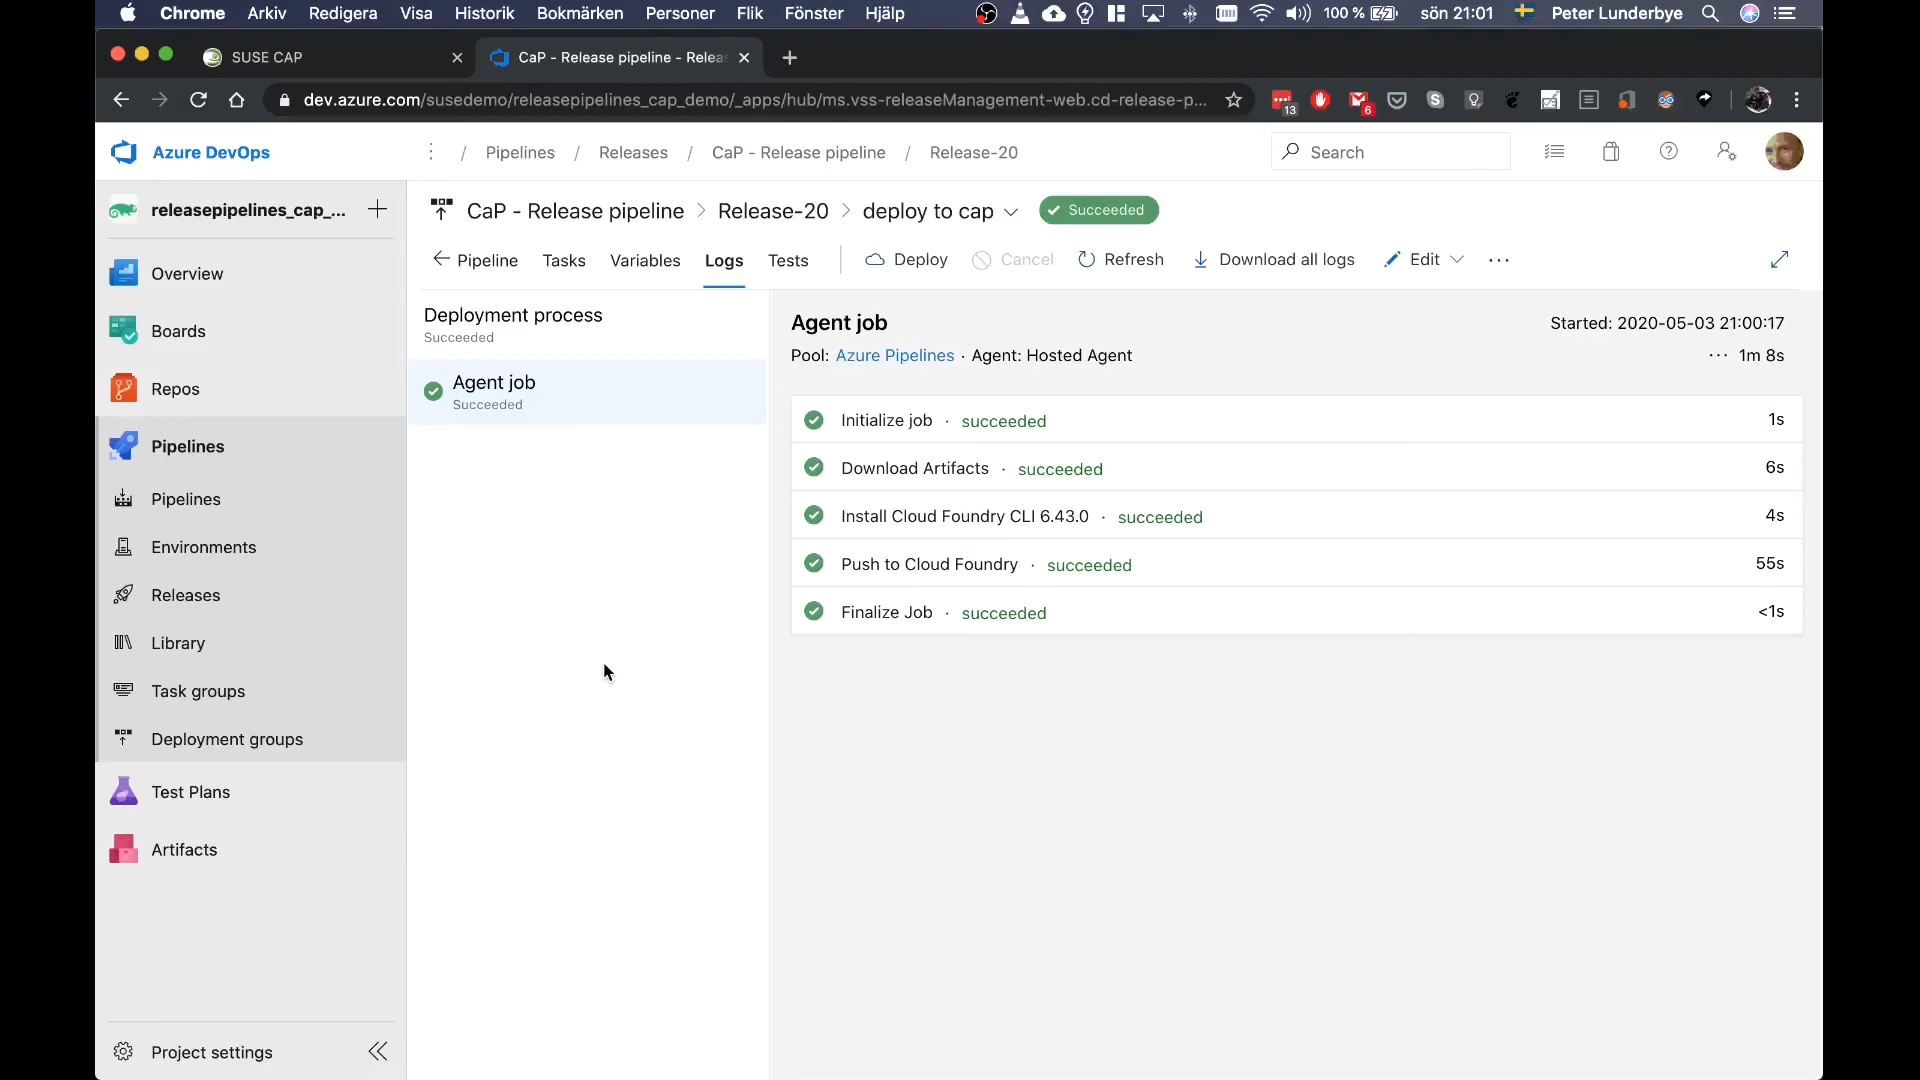 Chrome Arkiv Redigera Visa Historik Bokmärken Personer Flik Fönster Hjälp 100 % sön 21:01 Peter Lunderbye
SUSE CAP CaP - Release pipeline - Relea
dev.azure.com/susedemo/releasepipelines_cap_demo/_apps/hub/ms.vss-releaseManagement-web.cd-release-p... 13 6
Azure DevOps / Pipelines / Releases / CaP - Release pipeline / Release-20 Search
releasepipelines_cap_...
Overview
Boards
Repos
Pipelines
Pipelines
Environments
Releases
Library
Task groups
Deployment groups
Test Plans
Artifacts
Project settings
CaP - Release pipeline > Release-20 > deploy to cap Succeeded
Pipeline Tasks Variables Logs Tests Deploy Cancel Refresh Download all logs Edit ...
Deployment process
Succeeded
Agent job
Succeeded
Agent job Started: 2020-05-03 21:00:17
Pool: Azure Pipelines · Agent: Hosted Agent ... 1m 8s
Initialize job · succeeded 1s
Download Artifacts · succeeded 6s
Install Cloud Foundry CLI 6.43.0 · succeeded 4s
Push to Cloud Foundry · succeeded 55s
Finalize Job · succeeded <1s